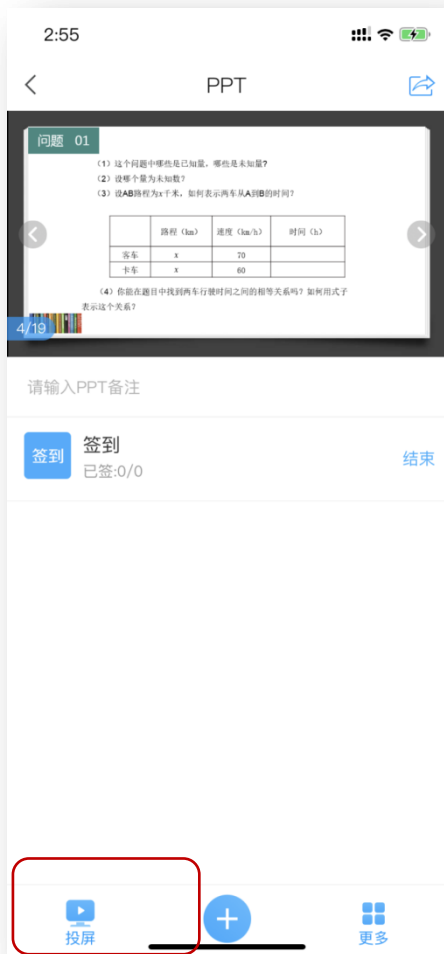 2:55
PPT
问题 01
（1）这个问题中哪些是已知量，哪些是未知量?
（2）设哪个量为未知数?
（3）设AB路程为x千米，如何表示两车从A到B的时间?
路程（km） 速度（km/h） 时间（h）
客车 x 70
卡车 x 60
（4）你能在题目中找到两车行驶时间之间的相等关系吗? 如何用式子
表示这个关系?
4/19
请输入PPT备注
签到 签到
已签:0/0
结束
投屏
更多